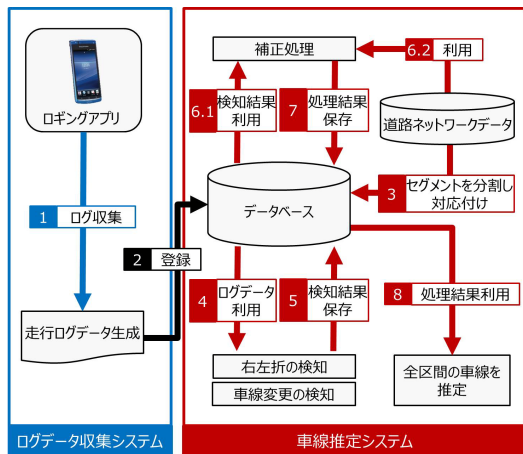 補正処理
6.2 利用
ロギングアプリ
6.1 検知結果
利用
7 処理結果
保存
道路ネットワークデータ
3 セグメントを分割し
対応付け
1 ログ収集
データベース
2 登録
4 ログデータ
利用
5 検知結果
保存
8 処理結果利用
走行ログデータ生成
右左折の検知
車線変更の検知
全区間の車線を
推定
ログデータ収集システム
車線推定システム